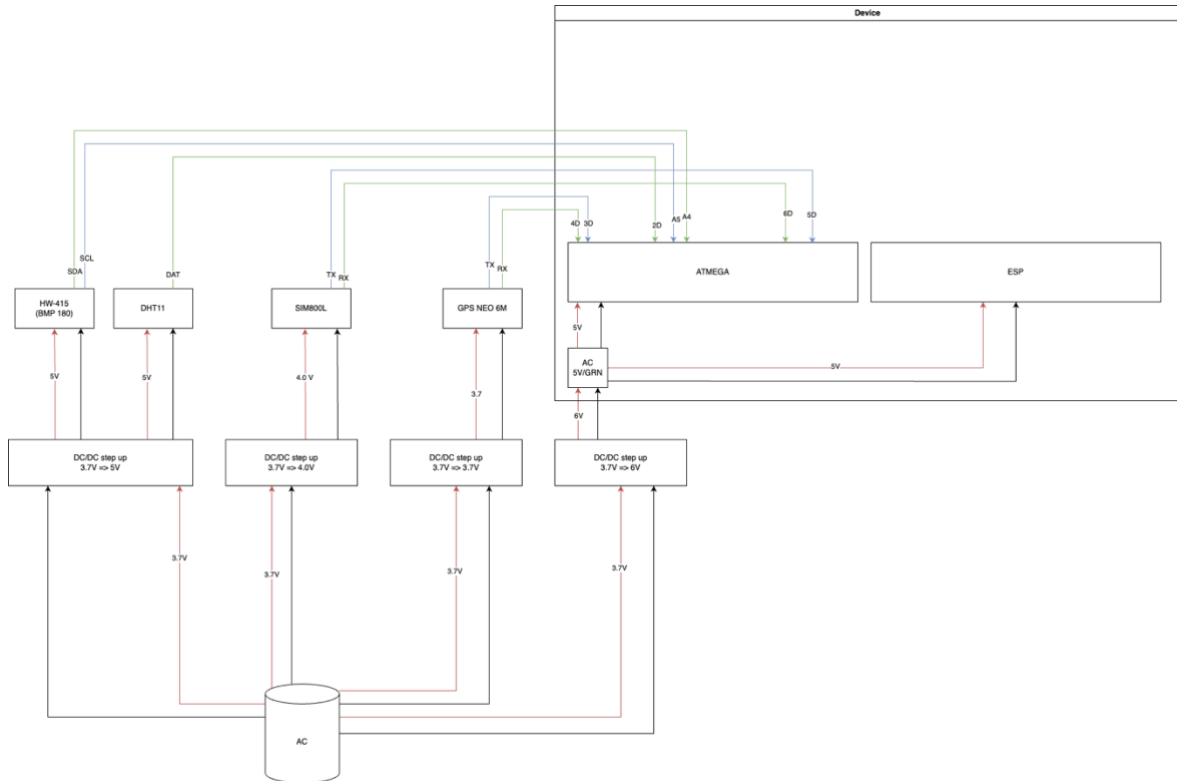 Device
SDA
SCL
DAT
TX
RX
TX
RX
4D
3D
2D
A5
A4
6D
5D
HW-415
(BMP 180)
DHT11
SIM800L
GPS NEO 6M
ATMEGA
ESP
5V
5V
4.0 V
3.7
5V
AC
5V/GRN
5V
6V
DC/DC step up
3.7V => 5V
DC/DC step up
3.7V => 4.0V
DC/DC step up
3.7V => 3.7V
DC/DC step up
3.7V => 6V
3.7V
3.7V
3.7V
3.7V
AC